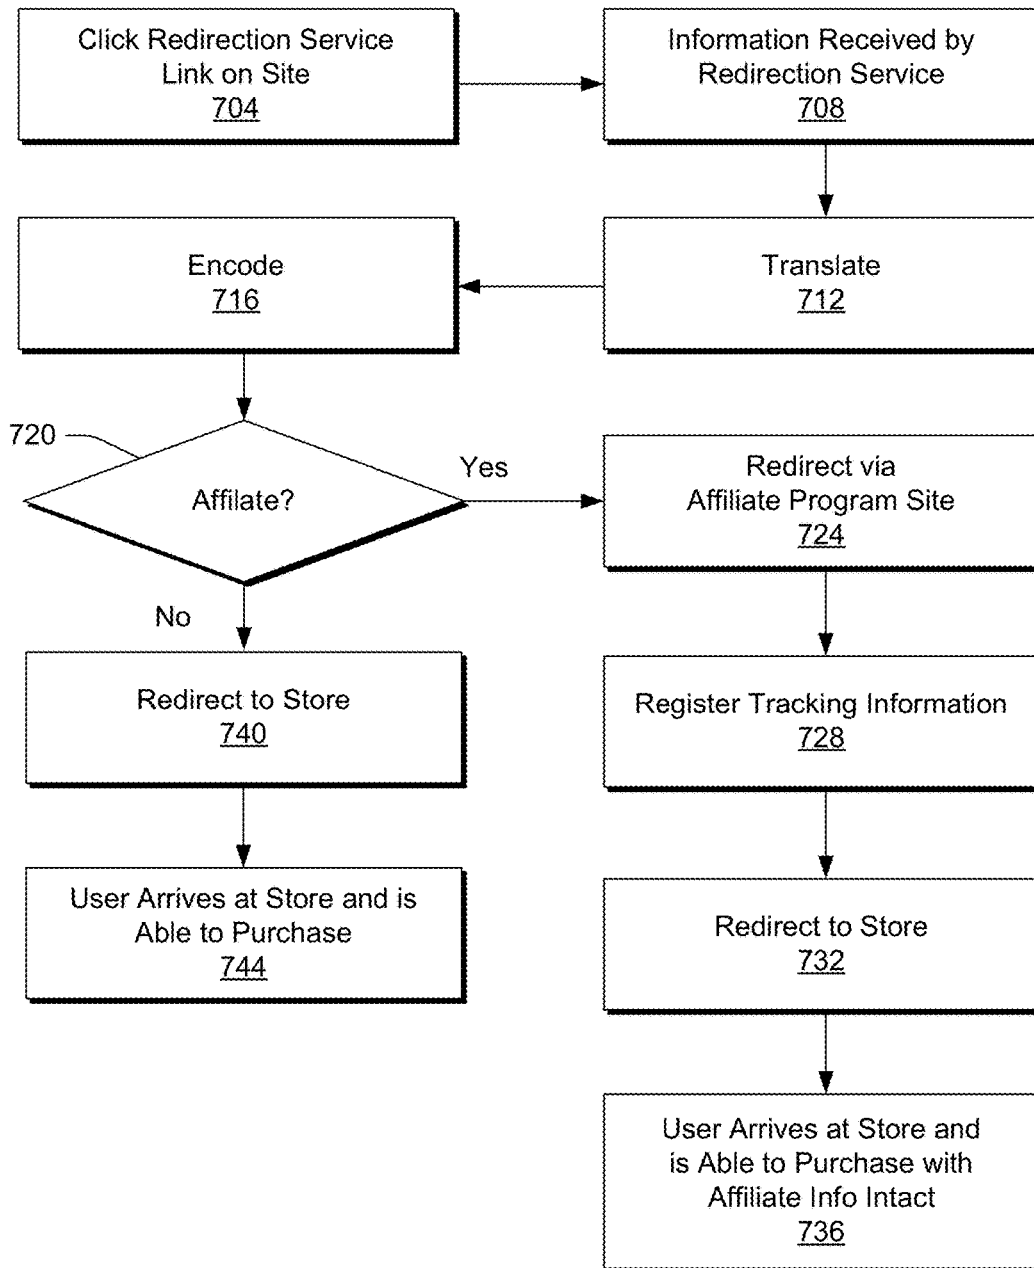 Click Redirection Service
Link on Site
704
Information Received by
Redirection Service
708
Translate
712
Encode
716
720
Affilate?
Yes
No
Redirect via
Affiliate Program Site
724
Register Tracking Information
728
Redirect to Store
732
User Arrives at Store and
is Able to Purchase with
Affiliate Info Intact
736
Redirect to Store
740
User Arrives at Store and is
Able to Purchase
744